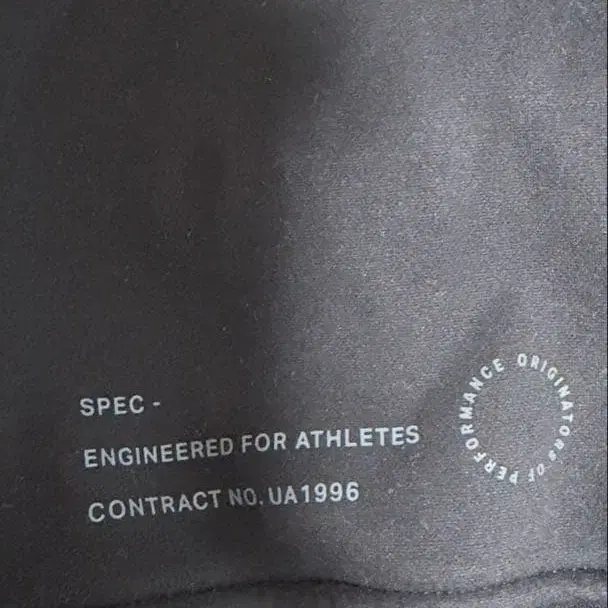 SPEC -
ENGINEERED FOR ATHLETES
CONTRACT NO. UA1996
ORIGINATORS OF PERFORMANCE